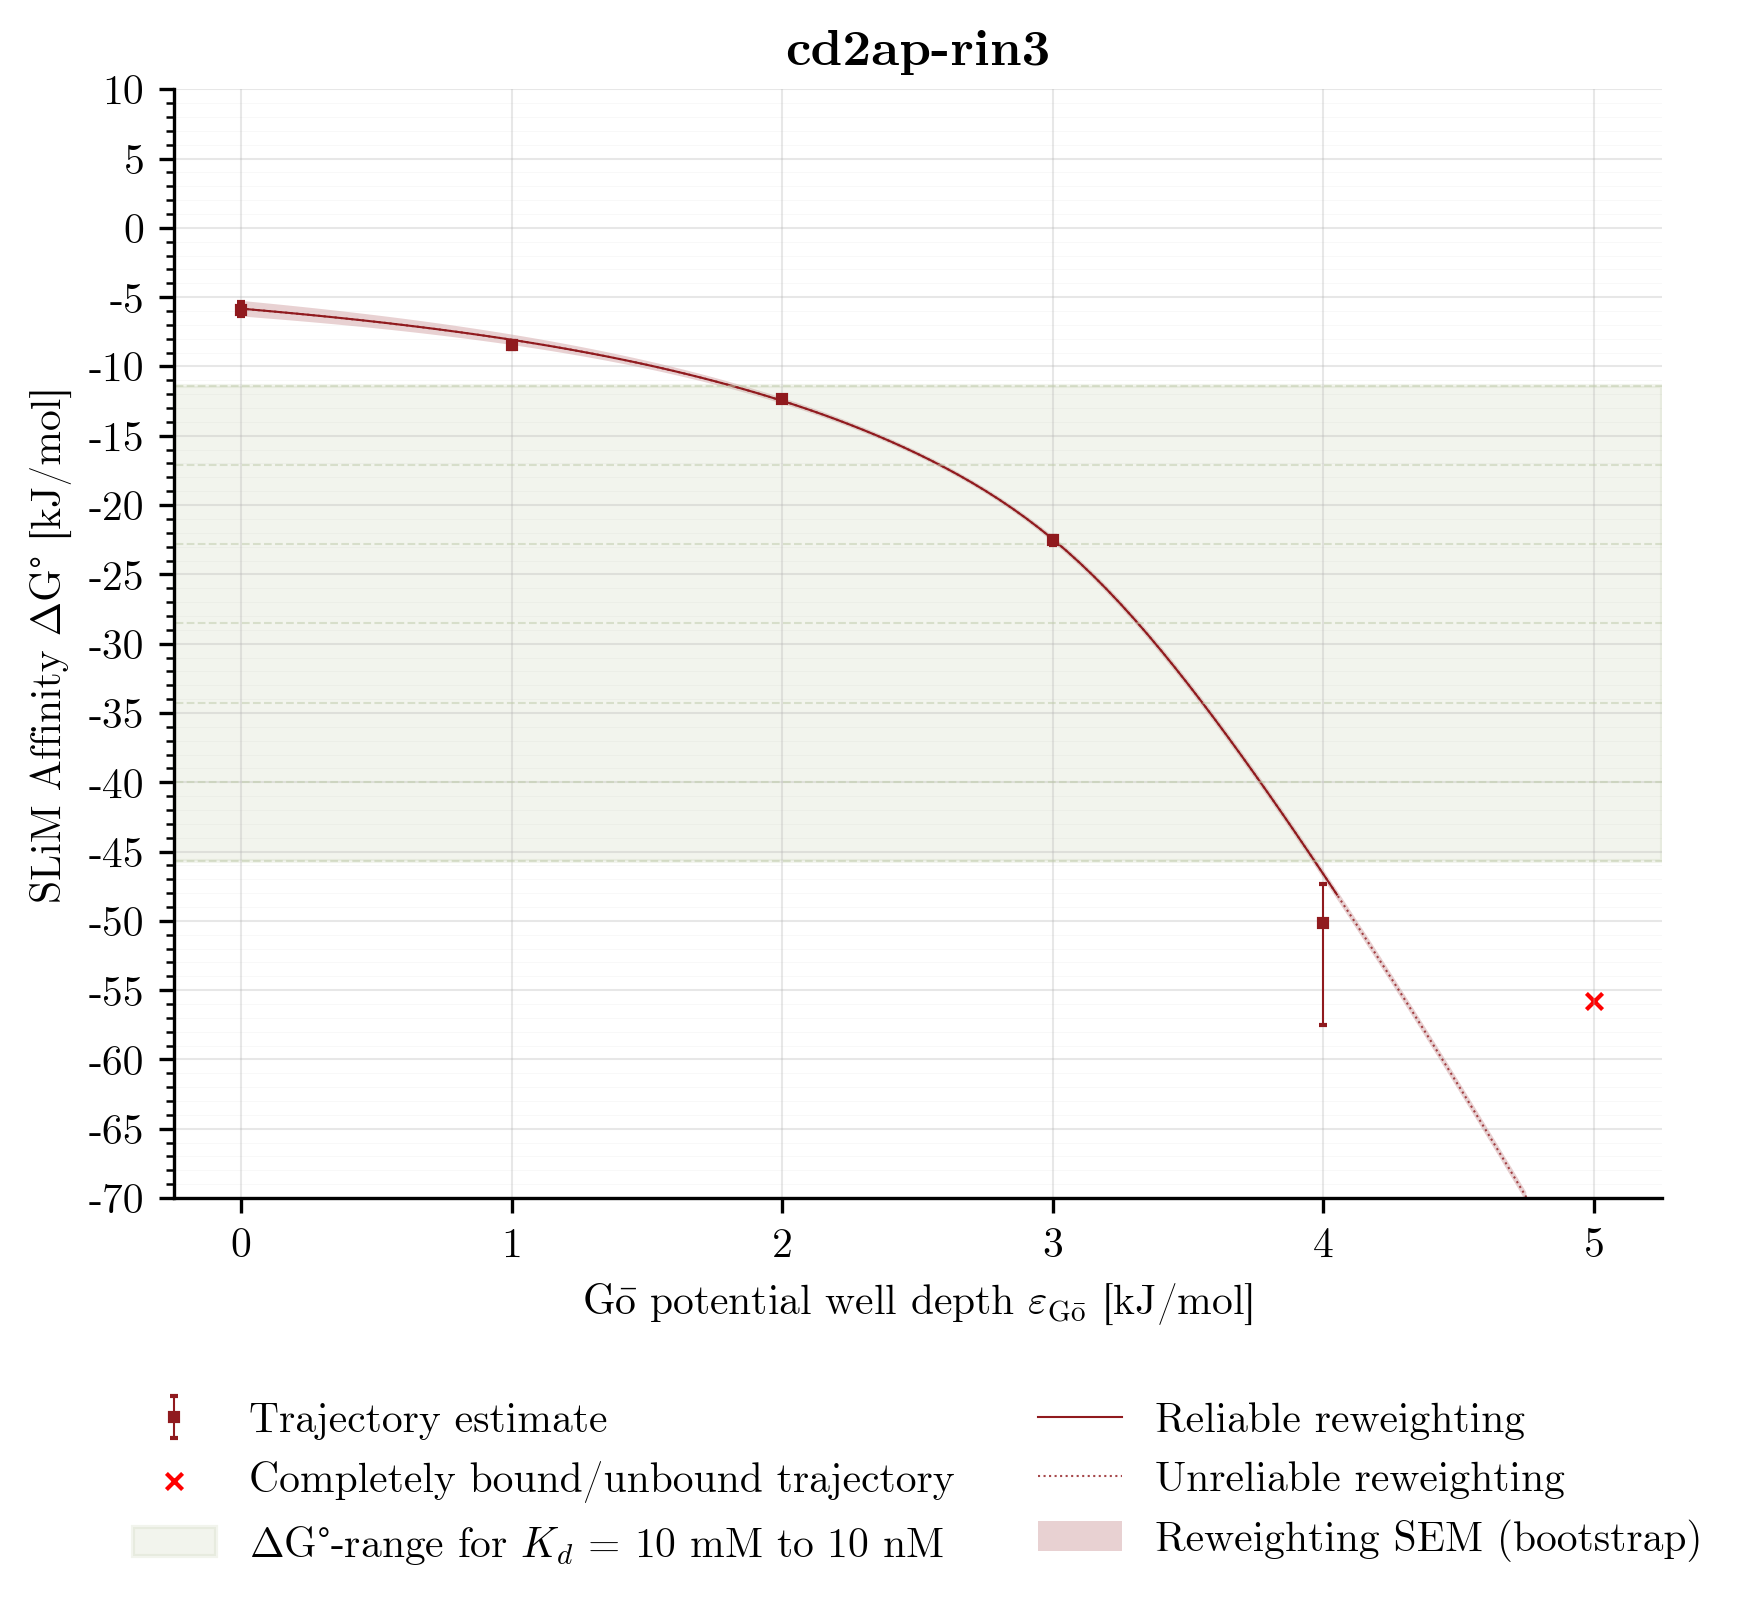 cd2ap-rin3
10
5
0
-5
-10
-15
-20
-25
-30
-35
-40
-45
-50
-55
-60
-65
-70
SLiM Affinity ΔG° [kJ/mol]
0 1 2 3 4 5
Gō potential well depth ε_Gō [kJ/mol]
Trajectory estimate
Completely bound/unbound trajectory
ΔG°-range for K_d = 10 mM to 10 nM
Reliable reweighting
Unreliable reweighting
Reweighting SEM (bootstrap)